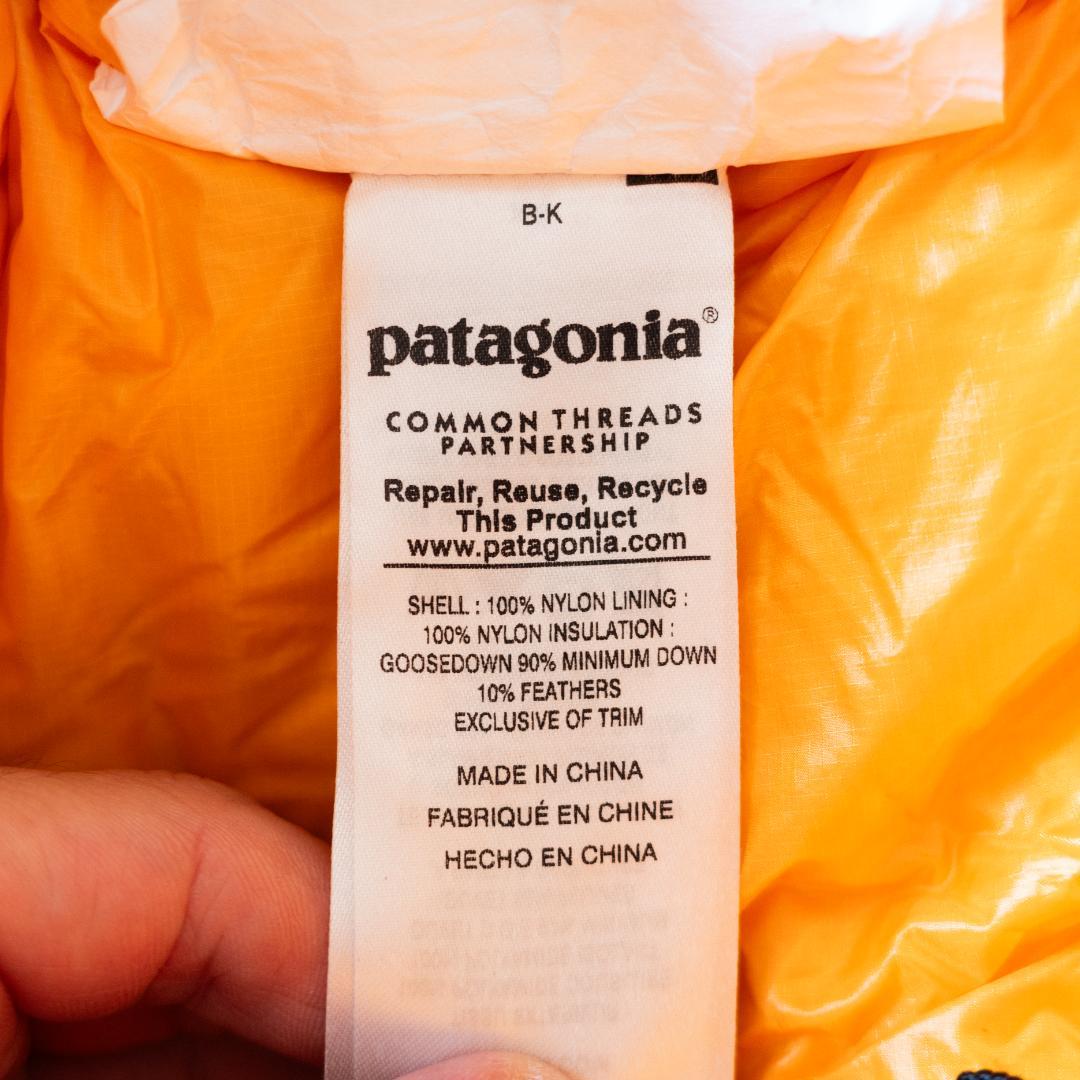 B-K
patagonia®
COMMON THREADS
PARTNERSHIP
Repair, Reuse, Recycle
This Product
www.patagonia.com
SHELL : 100% NYLON LINING :
100% NYLON INSULATION :
GOOSEDOWN 90% MINIMUM DOWN
10% FEATHERS
EXCLUSIVE OF TRIM
MADE IN CHINA
FABRIQUÉ EN CHINE
HECHO EN CHINA